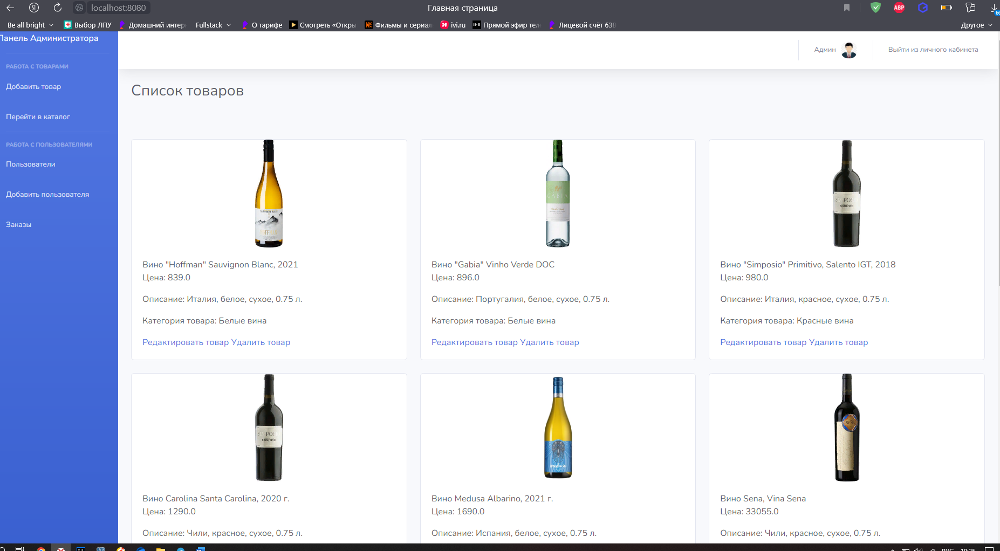 localhost:8080
Главная страница
ABP
66
Be all bright
Выбор ЛПУ
Домашний интер
Fullstack
О тарифе
Смотреть «Откры
Фильмы и сериал
ivi.ru
Прямой эфир тел
Лицевой счёт 638
Другое
Панель Администратора
РАБОТА С ТОВАРАМИ
Добавить товар
Перейти в каталог
РАБОТА С ПОЛЬЗОВАТЕЛЯМИ
Пользователи
Добавить пользователя
Заказы
Админ
Выйти из личного кабинета
Список товаров
Вино "Hoffman" Sauvignon Blanc, 2021
Цена: 839.0
Описание: Италия, белое, сухое, 0.75 л.
Категория товара: Белые вина
Редактировать товар Удалить товар
GABIA
Вино "Gabia" Vinho Verde DOC
Цена: 896.0
Описание: Португалия, белое, сухое, 0.75 л.
Категория товара: Белые вина
Редактировать товар Удалить товар
PRIMITIVO
Вино "Simposio" Primitivo, Salento IGT, 2018
Цена: 980.0
Описание: Италия, красное, сухое, 0.75 л.
Категория товара: Красные вина
Редактировать товар Удалить товар
PRIMITIVO
Вино Carolina Santa Carolina, 2020 г.
Цена: 1290.0
Описание: Чили, красное, сухое, 0.75 л.
Вино Medusa Albarino, 2021 г.
Цена: 1690.0
Описание: Испания, белое, сухое, 0.75 л.
SEÑA
Вино Sena, Vina Sena
Цена: 33055.0
Описание: Чили, красное, сухое, 0.75 л.
РУС